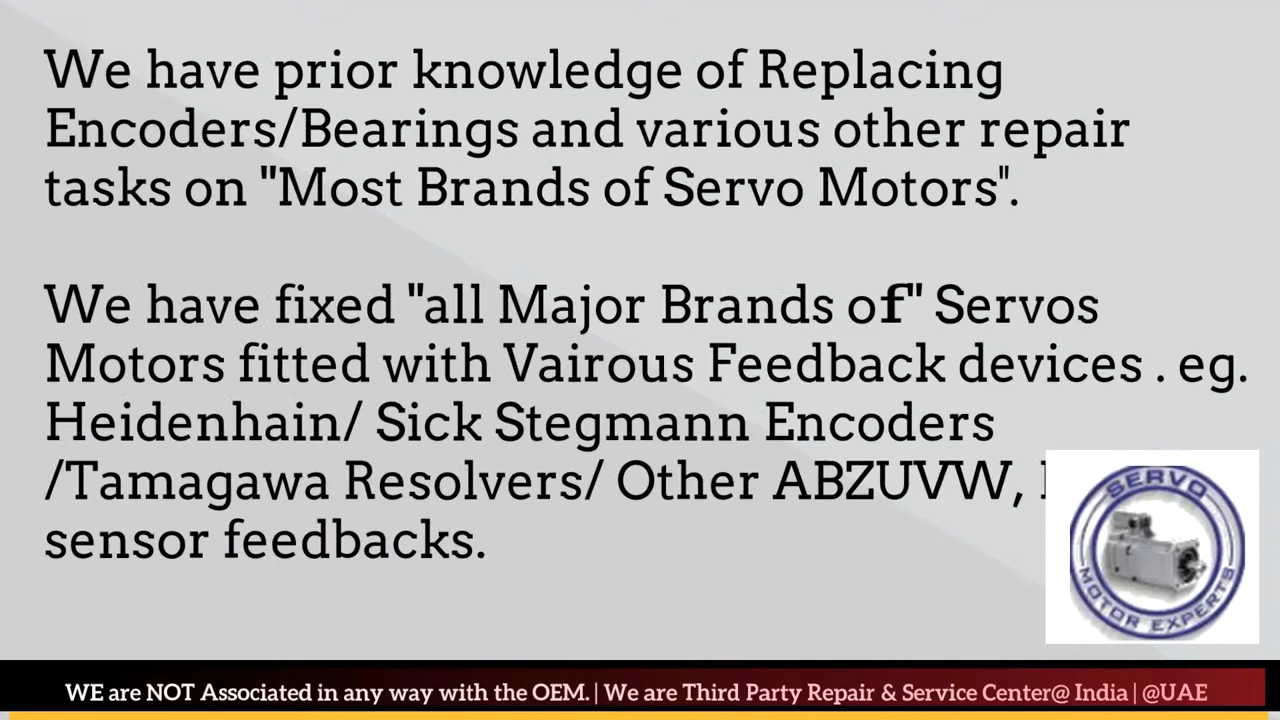 We have prior knowledge of Replacing
Encoders/Bearings and various other repair
tasks on "Most Brands of Servo Motors".
We have fixed "all Major Brands of" Servos
Motors fitted with Vairous Feedback devices . eg.
Heidenhain/ Sick Stegmann Encoders
/Tamagawa Resolvers/ Other ABZUVW,
sensor feedbacks.
SERVO
MOTOR EXPERTS
WE are NOT Associated in any way with the OEM. | We are Third Party Repair & Service Center@ India | @UAE